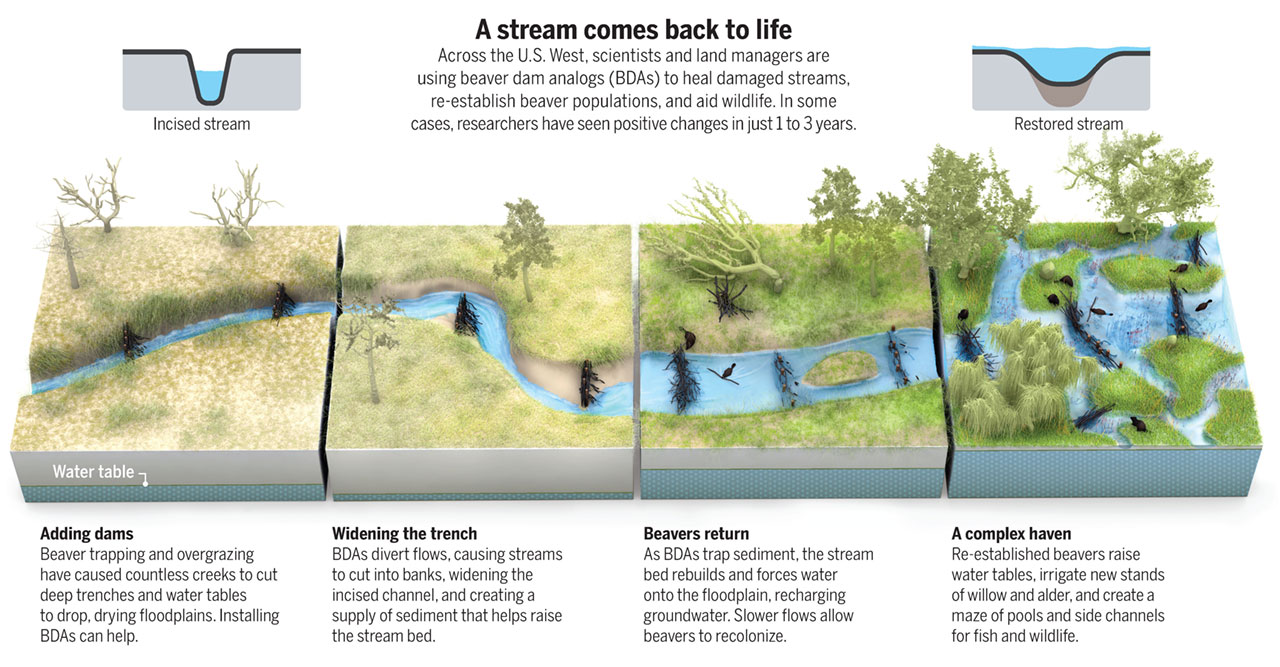 A stream comes back to life
Across the U.S. West, scientists and land managers are
using beaver dam analogs (BDAs) to heal damaged streams,
re-establish beaver populations, and aid wildlife. In some
cases, researchers have seen positive changes in just 1 to 3 years.
Incised stream
Restored stream
Water table
Adding dams
Beaver trapping and overgrazing
have caused countless creeks to cut
deep trenches and water tables
to drop, drying floodplains. Installing
BDAs can help.
Widening the trench
BDAs divert flows, causing streams
to cut into banks, widening the
incised channel, and creating a
supply of sediment that helps raise
the stream bed.
Beavers return
As BDAs trap sediment, the stream
bed rebuilds and forces water
onto the floodplain, recharging
groundwater. Slower flows allow
beavers to recolonize.
A complex haven
Re-established beavers raise
water tables, irrigate new stands
of willow and alder, and create a
maze of pools and side channels
for fish and wildlife.